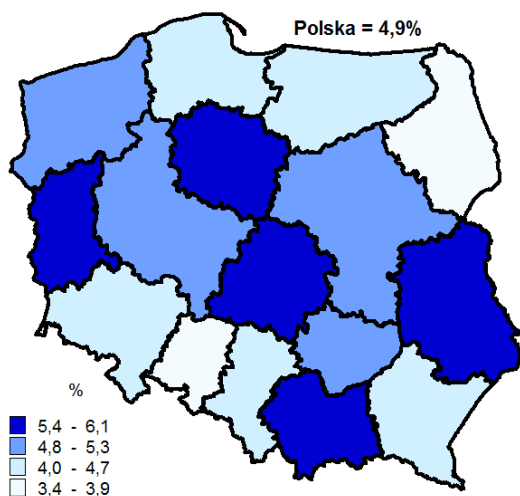 Polska = 4,9%
%
5,4 - 6,1
4,8 - 5,3
4,0 - 4,7
3,4 - 3,9